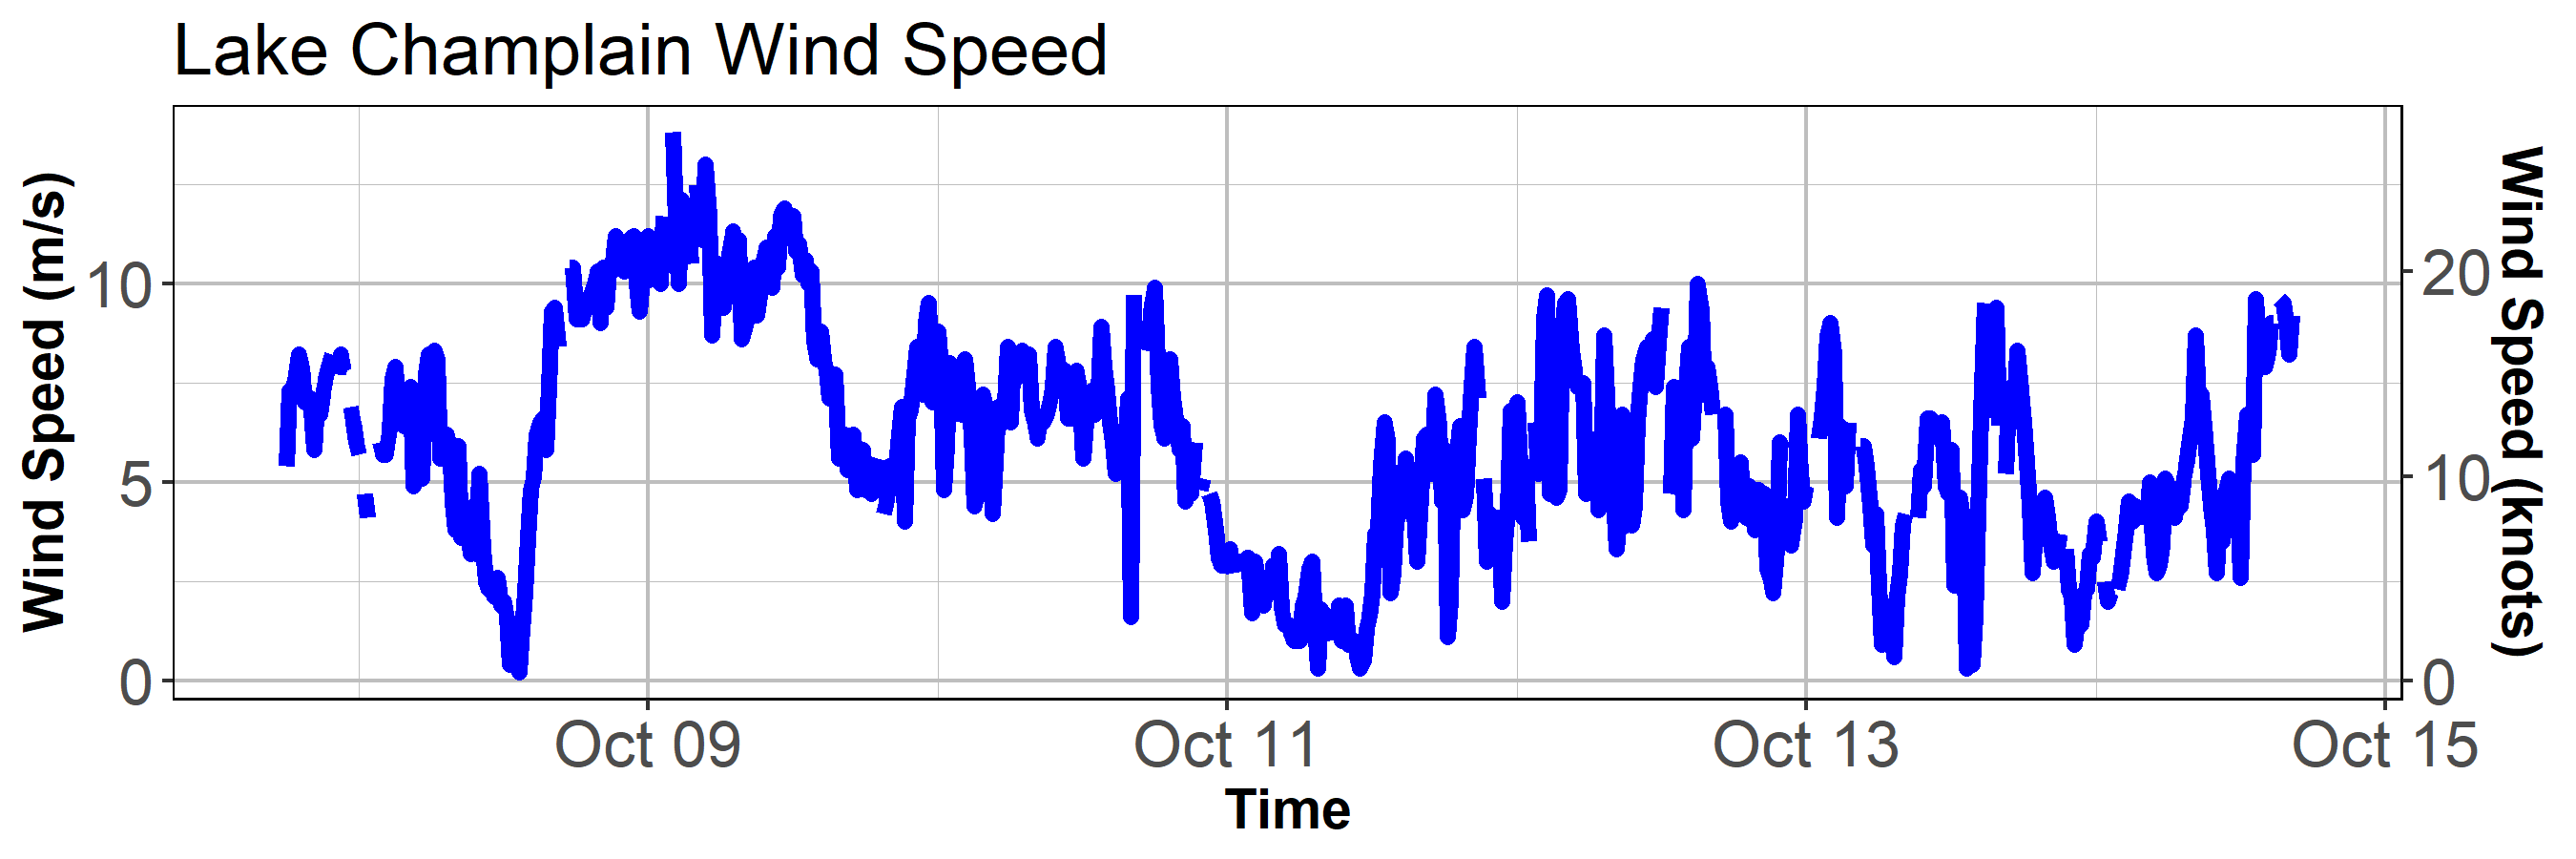 Lake Champlain Wind Speed
Wind Speed (m/s)
10
5
0
20
10
0
Wind Speed (knots)
Oct 09
Oct 11
Oct 13
Oct 15
Time